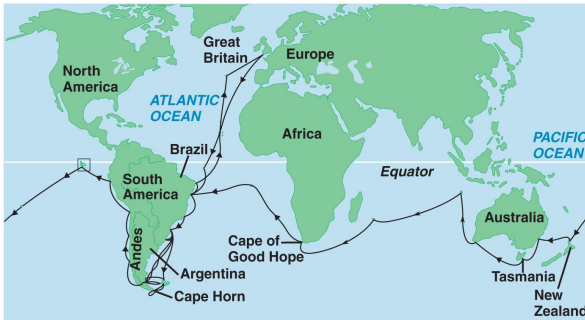 Great
Britain
Europe
North
America
ATLANTIC
OCEAN
Africa
PACIFIC
OCEAN
Brazil
Equator
South
America
Australia
Andes
Cape of
Good Hope
Argentina
Tasmania
Cape Horn
New
Zealand